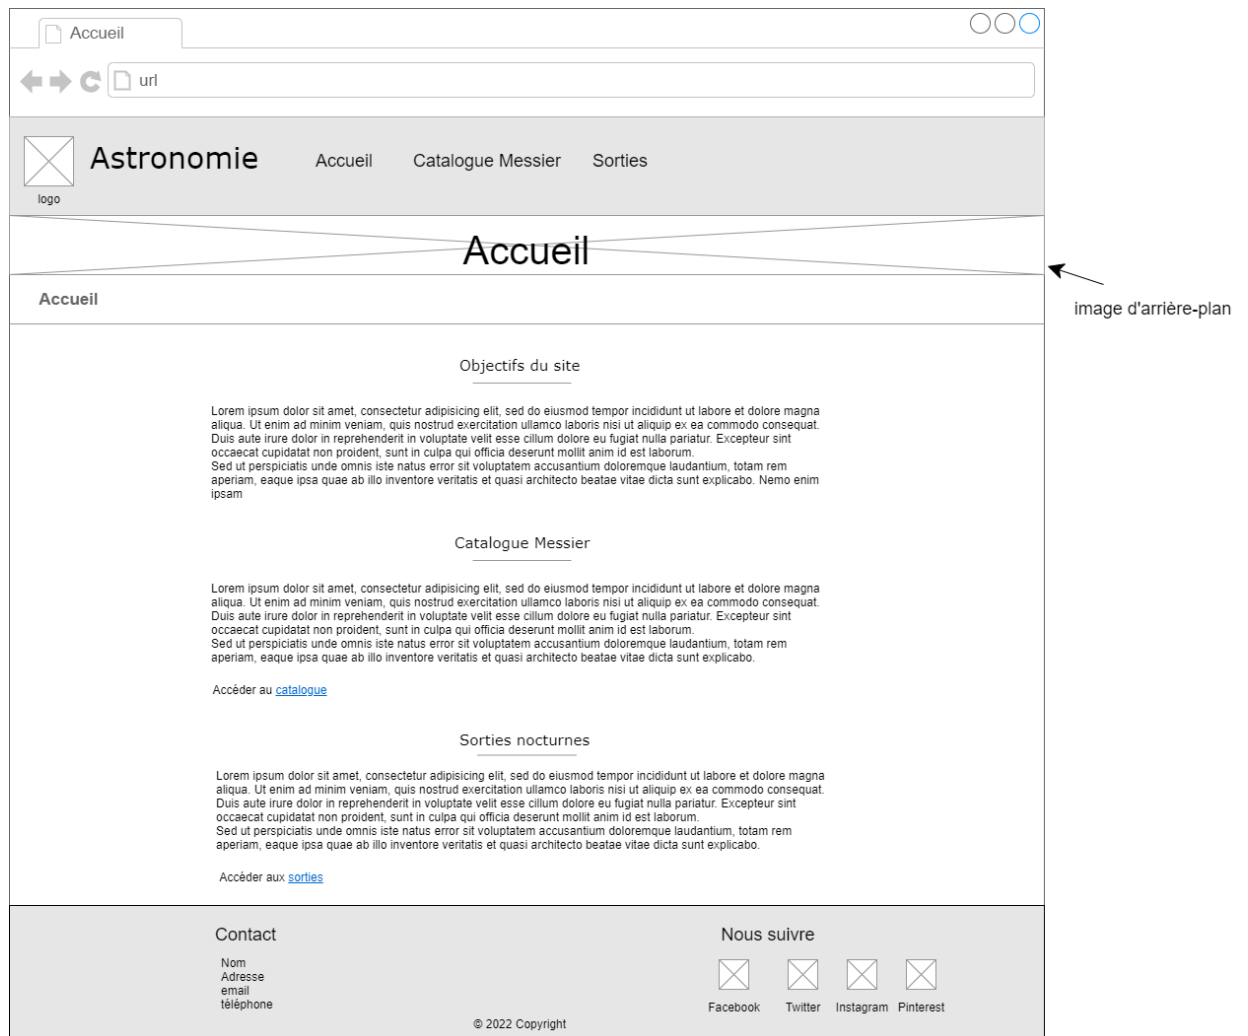 Accueil
url
Astronomie
Accueil
Catalogue Messier
Sorties
logo
Accueil
image d'arrière-plan
Accueil
Objectifs du site
Lorem ipsum dolor sit amet, consectetur adipisicing elit, sed do eiusmod tempor incididunt ut labore et dolore magna
aliqua. Ut enim ad minim veniam, quis nostrud exercitation ullamco laboris nisi ut aliquip ex ea commodo consequat.
Duis aute irure dolor in reprehenderit in voluptate velit esse cillum dolore eu fugiat nulla pariatur. Excepteur sint
occaecat cupidatat non proident, sunt in culpa qui officia deserunt mollit anim id est laborum.
Sed ut perspiciatis unde omnis iste natus error sit voluptatem accusantium doloremque laudantium, totam rem
aperiam, eaque ipsa quae ab illo inventore veritatis et quasi architecto beatae vitae dicta sunt explicabo. Nemo enim
ipsam
Catalogue Messier
Lorem ipsum dolor sit amet, consectetur adipisicing elit, sed do eiusmod tempor incididunt ut labore et dolore magna
aliqua. Ut enim ad minim veniam, quis nostrud exercitation ullamco laboris nisi ut aliquip ex ea commodo consequat.
Duis aute irure dolor in reprehenderit in voluptate velit esse cillum dolore eu fugiat nulla pariatur. Excepteur sint
occaecat cupidatat non proident, sunt in culpa qui officia deserunt mollit anim id est laborum.
Sed ut perspiciatis unde omnis iste natus error sit voluptatem accusantium doloremque laudantium, totam rem
aperiam, eaque ipsa quae ab illo inventore veritatis et quasi architecto beatae vitae dicta sunt explicabo.
Accéder au catalogue
Sorties nocturnes
Lorem ipsum dolor sit amet, consectetur adipisicing elit, sed do eiusmod tempor incididunt ut labore et dolore magna
aliqua. Ut enim ad minim veniam, quis nostrud exercitation ullamco laboris nisi ut aliquip ex ea commodo consequat.
Duis aute irure dolor in reprehenderit in voluptate velit esse cillum dolore eu fugiat nulla pariatur. Excepteur sint
occaecat cupidatat non proident, sunt in culpa qui officia deserunt mollit anim id est laborum.
Sed ut perspiciatis unde omnis iste natus error sit voluptatem accusantium doloremque laudantium, totam rem
aperiam, eaque ipsa quae ab illo inventore veritatis et quasi architecto beatae vitae dicta sunt explicabo.
Accéder aux sorties
Contact
Nom
Adresse
email
téléphone
Nous suivre
Facebook
Twitter
Instagram
Pinterest
© 2022 Copyright